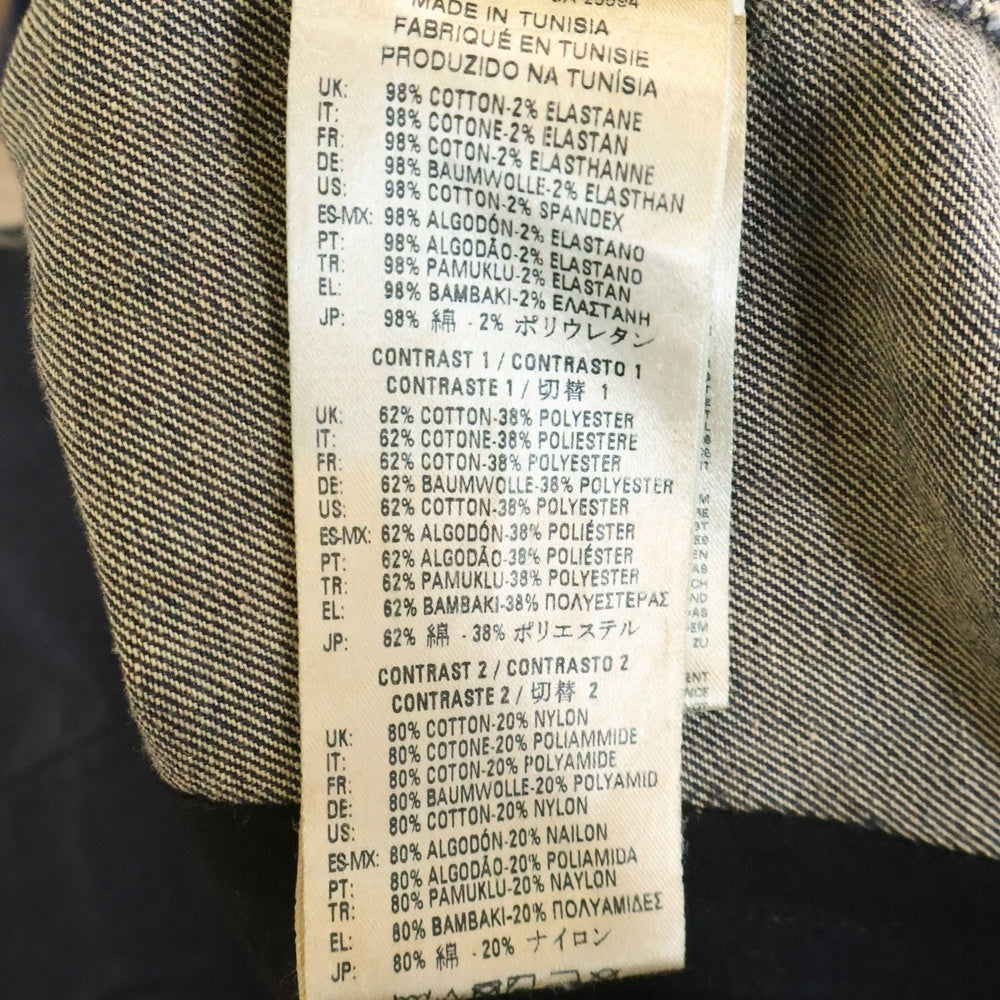 MADE IN TUNISIA
FABRIQUÉ EN TUNISIE
PRODUZIDO NA TUNÍSIA
UK: 98% COTTON-2% ELASTANE
IT: 98% COTONE-2% ELASTAN
FR: 98% COTON-2% ELASTHANNE
DE: 98% BAUMWOLLE-2% ELASTHAN
US: 98% COTTON-2% SPANDEX
ES-MX: 98% ALGODÓN-2% ELASTANO
PT: 98% ALGODÃO-2% ELASTANO
TR: 98% PAMUKLU-2% ELASTAN
EL: 98% BAMBAKI-2% ΕΛΑΣΤΑΝΗ
JP: 98% 綿 - 2% ポリウレタン
CONTRAST 1 / CONTRASTO 1
CONTRASTE 1 / 切替 1
UK: 62% COTTON-38% POLYESTER
IT: 62% COTONE-38% POLIESTERE
FR: 62% COTON-38% POLYESTER
DE: 62% BAUMWOLLE-38% POLYESTER
US: 62% COTTON-38% POLYESTER
ES-MX: 62% ALGODÓN-38% POLIÉSTER
PT: 62% ALGODÃO-38% POLIÉSTER
TR: 62% PAMUKLU-38% POLYESTER
EL: 62% BAMBAKI-38% ΠΟΛΥΕΣΤΕΡΑΣ
JP: 62% 綿 - 38% ポリエステル
CONTRAST 2 / CONTRASTO 2
CONTRASTE 2 / 切替 2
UK: 80% COTTON-20% NYLON
IT: 80% COTONE-20% POLIAMMIDE
FR: 80% COTON-20% POLYAMIDE
DE: 80% BAUMWOLLE-20% POLYAMID
US: 80% COTTON-20% NYLON
ES-MX: 80% ALGODÓN-20% NAILON
PT: 80% ALGODÃO-20% POLIAMIDA
TR: 80% PAMUKLU-20% NAYLON
EL: 80% BAMBAKI-20% ΠΟΛΥΑΜΙΔΕΣ
JP: 80% 綿 - 20% ナイロン